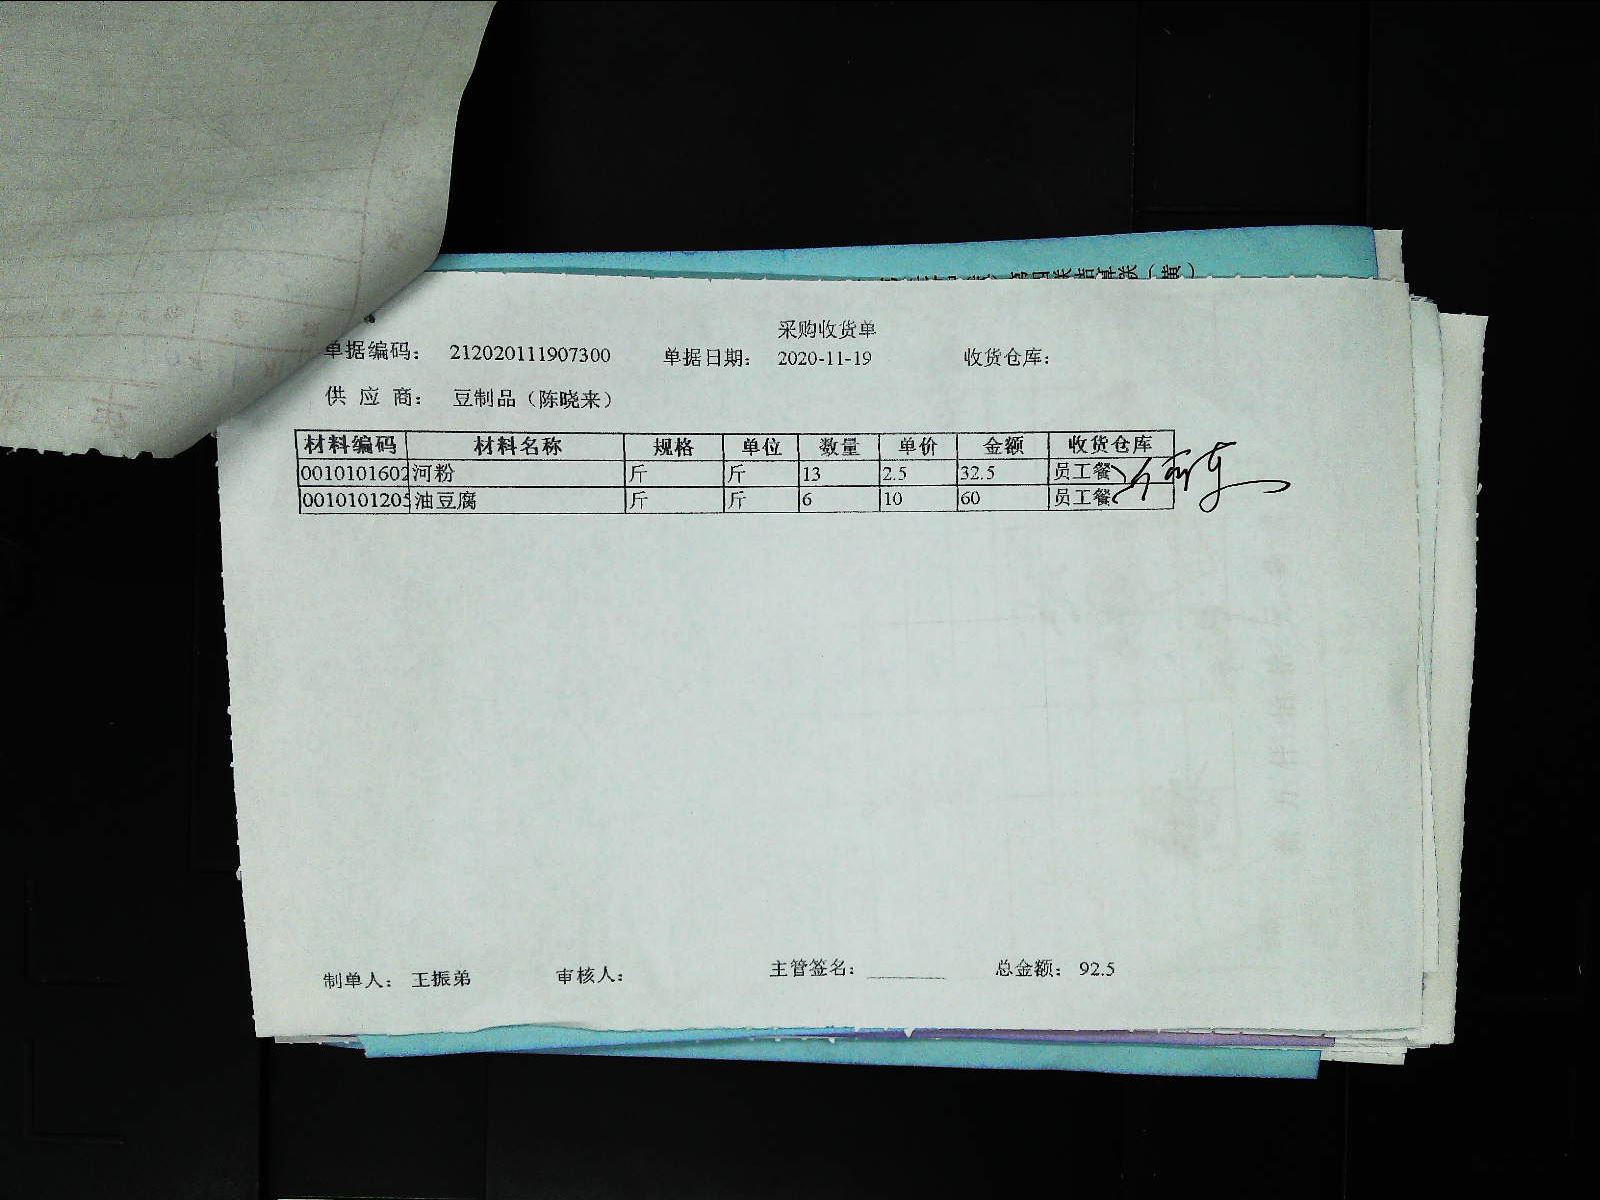 采购收货单
单据编码： 212020111907300 单据日期： 2020-11-19 收货仓库：
供 应 商： 豆制品（陈晓来）
材料编码 材料名称 规格 单位 数量 单价 金额 收货仓库
0010101602 河粉 斤 斤 13 2.5 32.5 员工餐
0010101205 油豆腐 斤 斤 6 10 60 员工餐
制单人： 王振弟 审核人： 主管签名： 总金额： 92.5